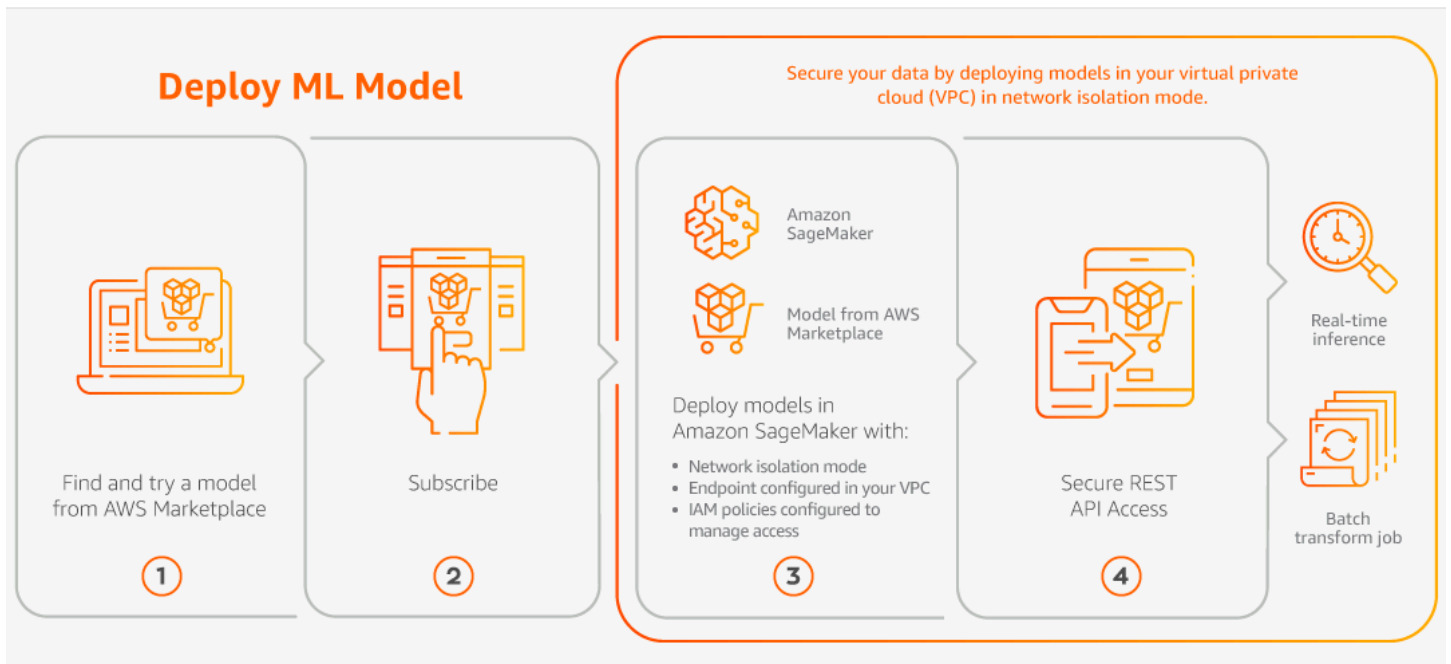 Deploy ML Model
Secure your data by deploying models in your virtual private
cloud (VPC) in network isolation mode.
Find and try a model
from AWS Marketplace
1
Subscribe
2
Amazon
SageMaker
Model from AWS
Marketplace
Deploy models in
Amazon SageMaker with:
• Network isolation mode
• Endpoint configured in your VPC
• IAM policies configured to
manage access
3
Secure REST
API Access
4
Real-time
inference
Batch
transform job